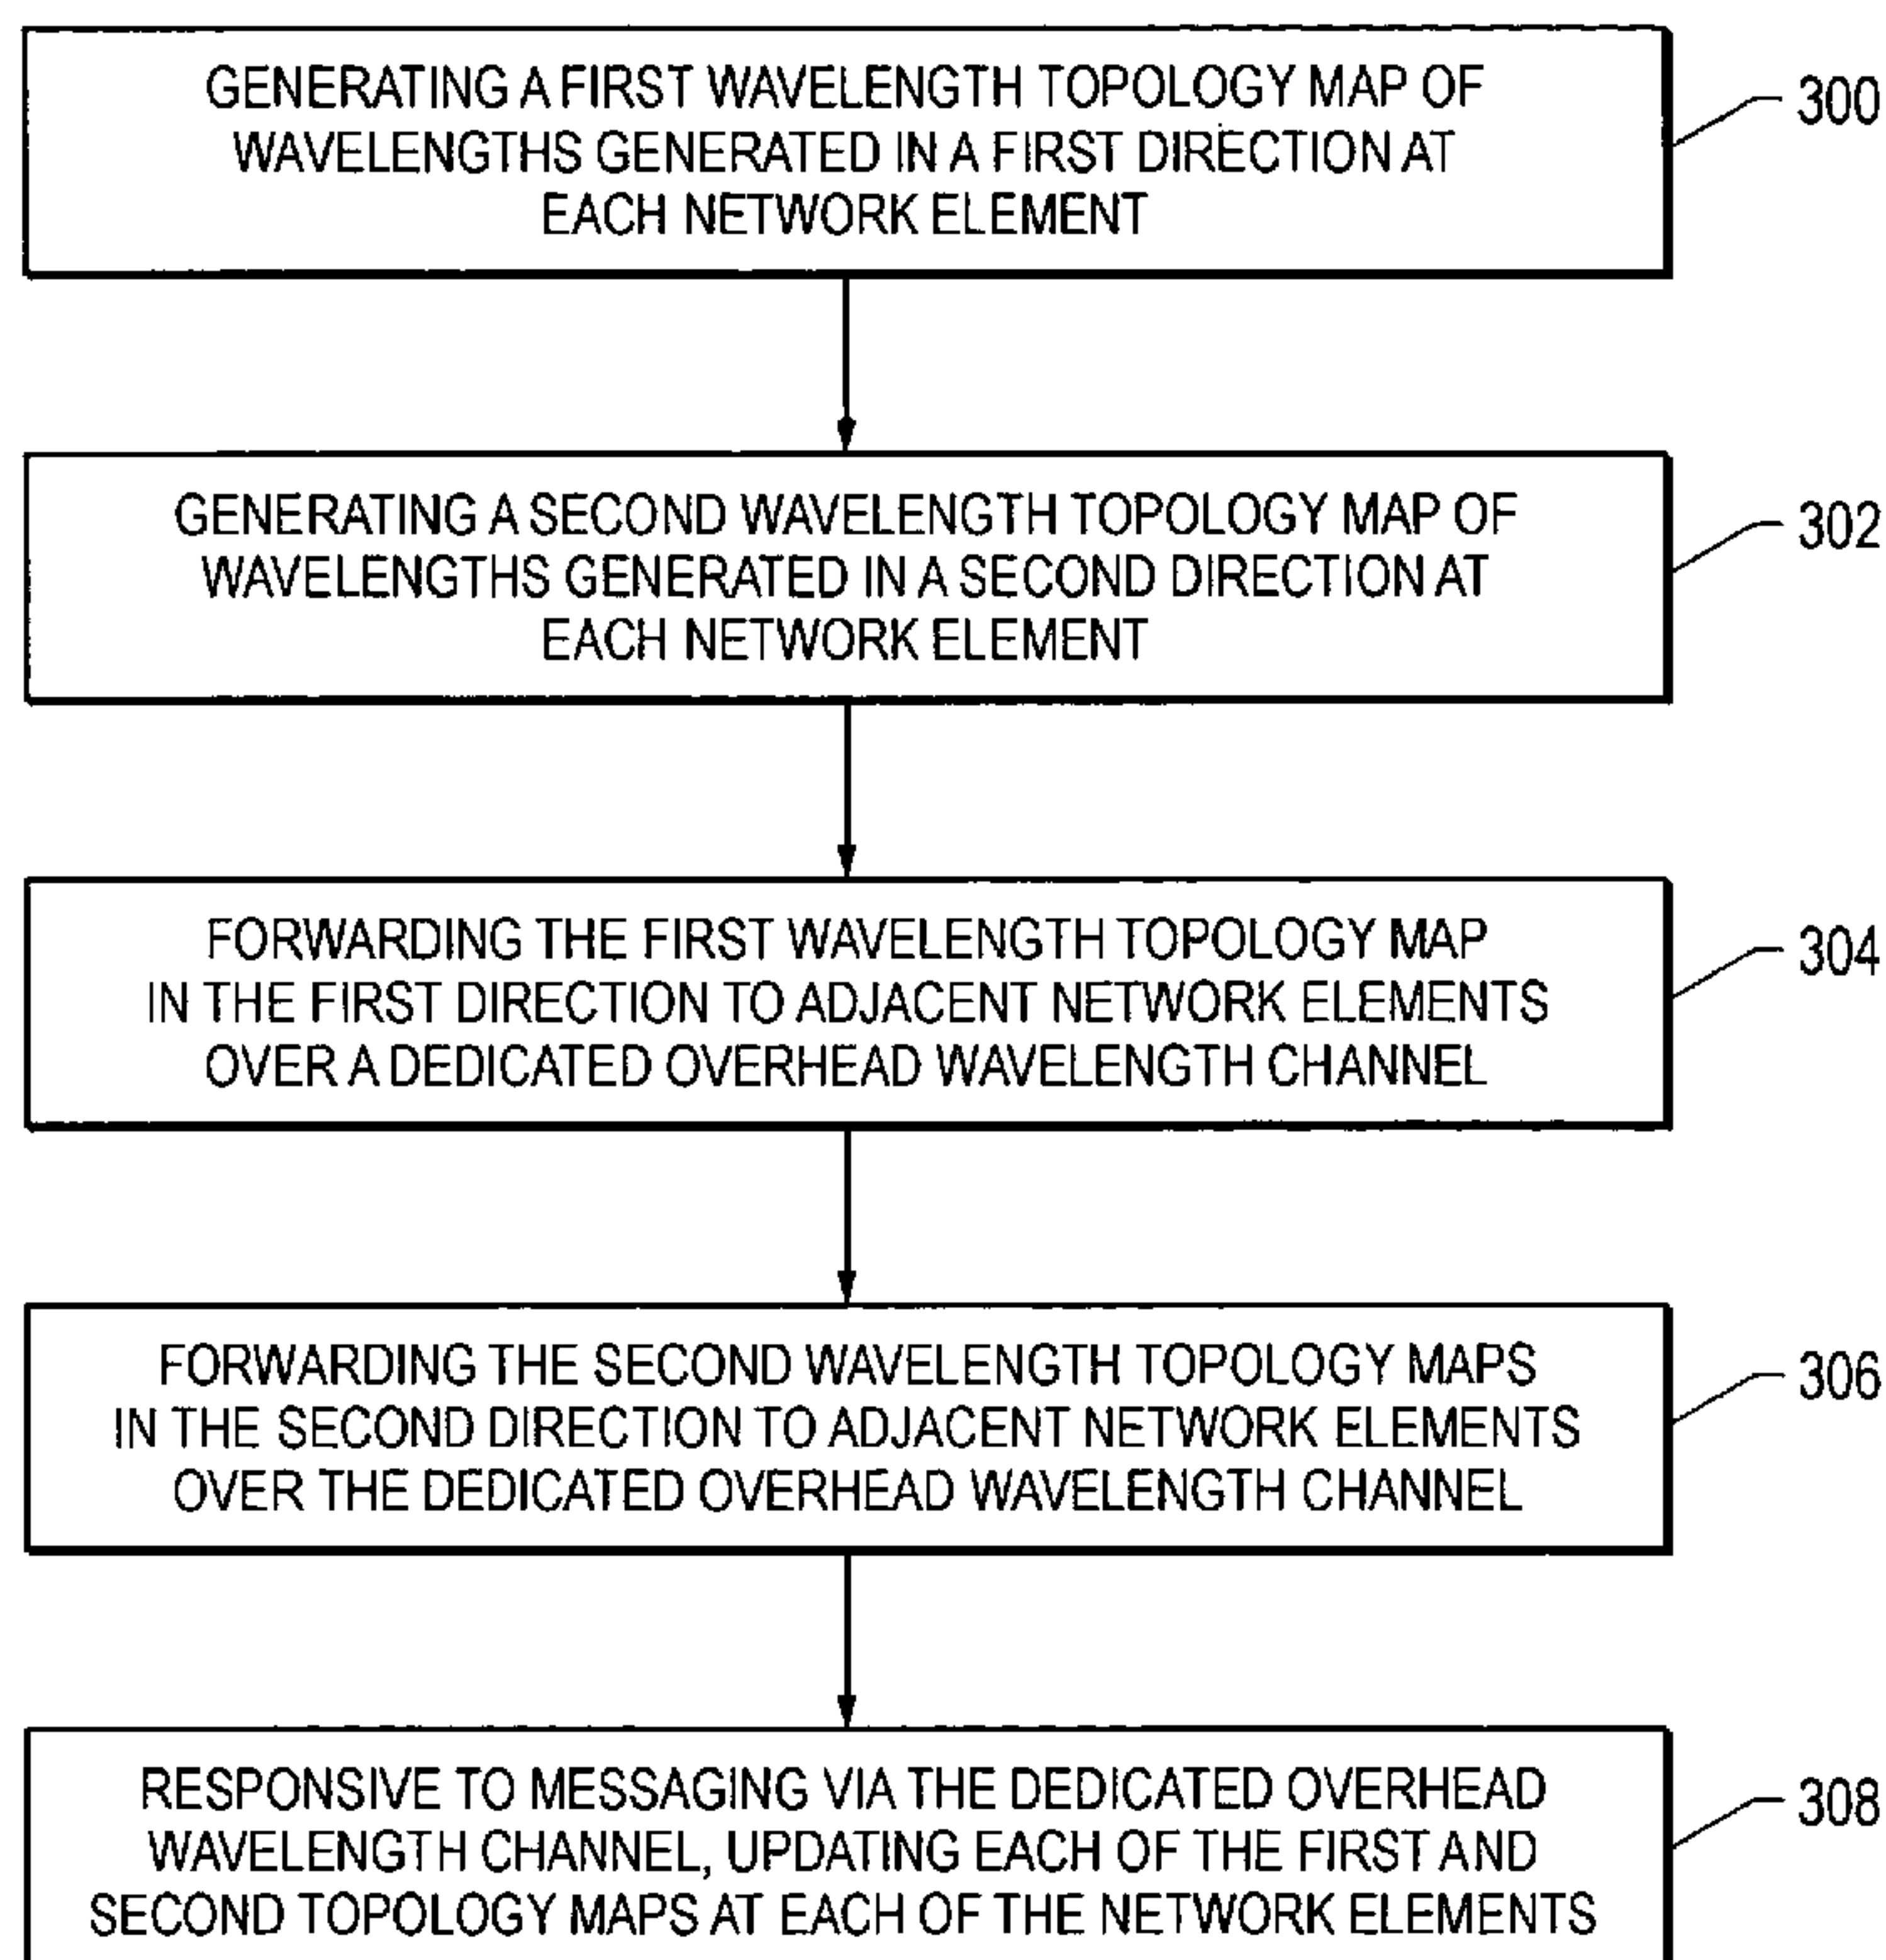 GENERATING A FIRST WAVELENGTH TOPOLOGY MAP OF
WAVELENGTHS GENERATED IN A FIRST DIRECTION AT
EACH NETWORK ELEMENT
300
GENERATING A SECOND WAVELENGTH TOPOLOGY MAP OF
WAVELENGTHS GENERATED IN A SECOND DIRECTION AT
EACH NETWORK ELEMENT
302
FORWARDING THE FIRST WAVELENGTH TOPOLOGY MAP
IN THE FIRST DIRECTION TO ADJACENT NETWORK ELEMENTS
OVER A DEDICATED OVERHEAD WAVELENGTH CHANNEL
304
FORWARDING THE SECOND WAVELENGTH TOPOLOGY MAPS
IN THE SECOND DIRECTION TO ADJACENT NETWORK ELEMENTS
OVER THE DEDICATED OVERHEAD WAVELENGTH CHANNEL
306
RESPONSIVE TO MESSAGING VIA THE DEDICATED OVERHEAD
WAVELENGTH CHANNEL, UPDATING EACH OF THE FIRST AND
SECOND TOPOLOGY MAPS AT EACH OF THE NETWORK ELEMENTS
308